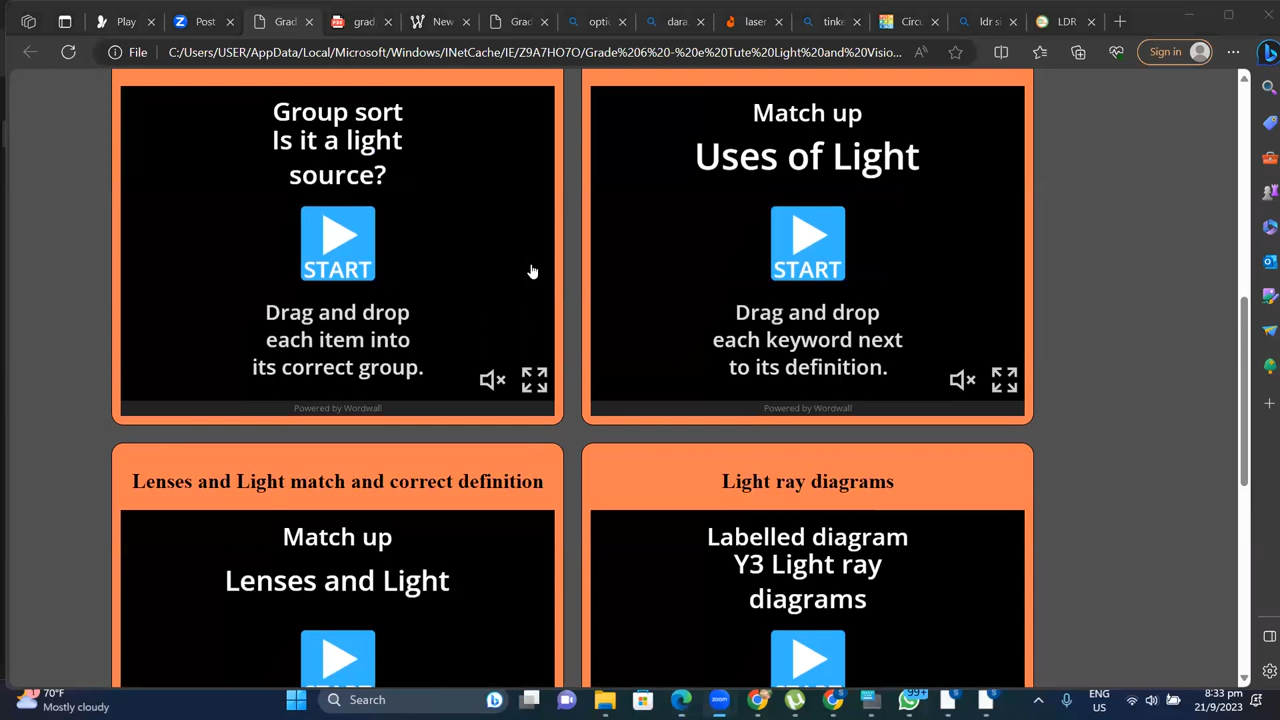 Play
Post
Grad
grad
New
Grad
optiu
dara
laser
tinke
Circu
ldr si
LDR
File
C:/Users/USER/AppData/Local/Microsoft/Windows/INetCache/IE/Z9A7HO7O/Grade%206%20-%20e%20Tute%20Light%20and%20Visio...
Sign in
Group sort
Is it a light
source?
START
Drag and drop
each item into
its correct group.
Powered by Wordwall
Match up
Uses of Light
START
Drag and drop
each keyword next
to its definition.
Powered by Wordwall
Lenses and Light match and correct definition
Match up
Lenses and Light
START
Light ray diagrams
Labelled diagram
Y3 Light ray
diagrams
START
70°F
Mostly cloudy
Search
zoom
99+
ENG
US
8:33 pm
21/9/2023